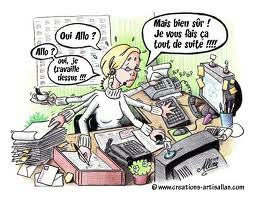 Oui Allo ?
Allo ?
oui, je
travaille
dessus !!!
Mais bien sûr !
Je vous fais ça
tout de suite !!!!
© www.creations-artisallan.com